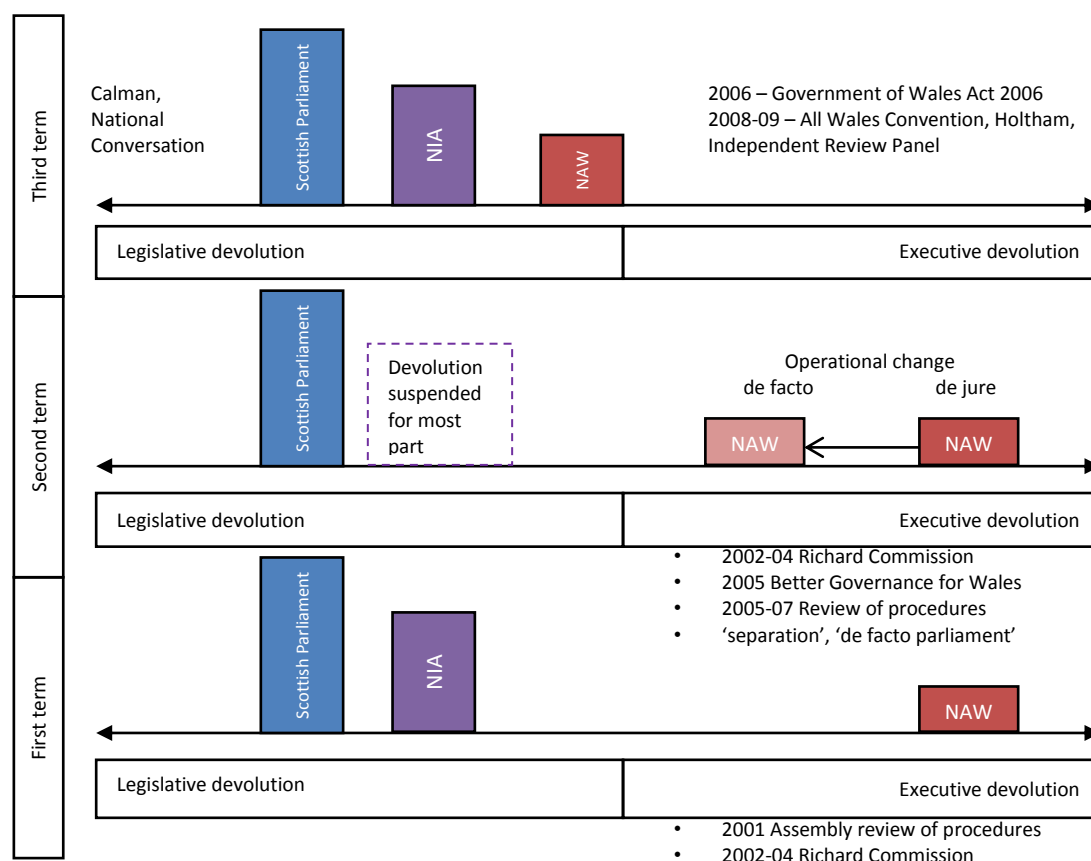 Third term
Calman,
National
Conversation
Scottish Parliament
NIA
NAW
2006 – Government of Wales Act 2006
2008-09 – All Wales Convention, Holtham,
Independent Review Panel
Legislative devolution
Executive devolution
Second term
Scottish Parliament
Devolution
suspended
for most
part
Operational change
de facto
de jure
NAW
NAW
Legislative devolution
Executive devolution
• 2002-04 Richard Commission
• 2005 Better Governance for Wales
• 2005-07 Review of procedures
• ‘separation’, ‘de facto parliament’
First term
Scottish Parliament
NIA
NAW
Legislative devolution
Executive devolution
• 2001 Assembly review of procedures
• 2002-04 Richard Commission